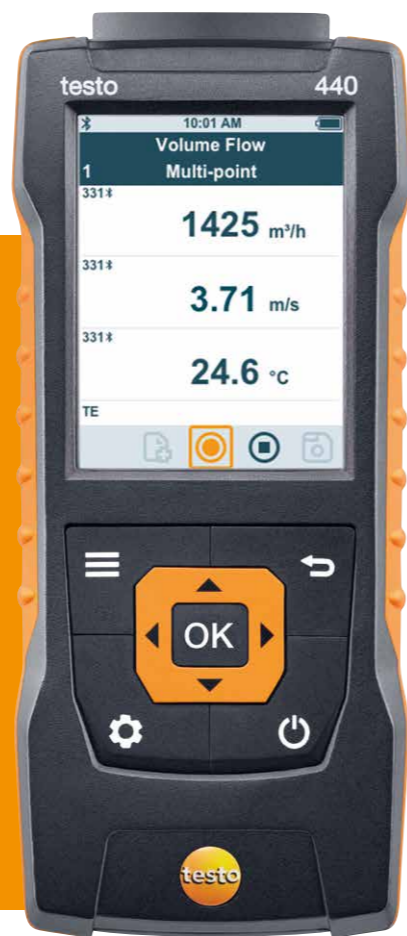 testo 440
10:01 AM
Volume Flow
1 Multi-point
331
1425 m³/h
331
3.71 m/s
331
24.6 °C
TE
OK
testo